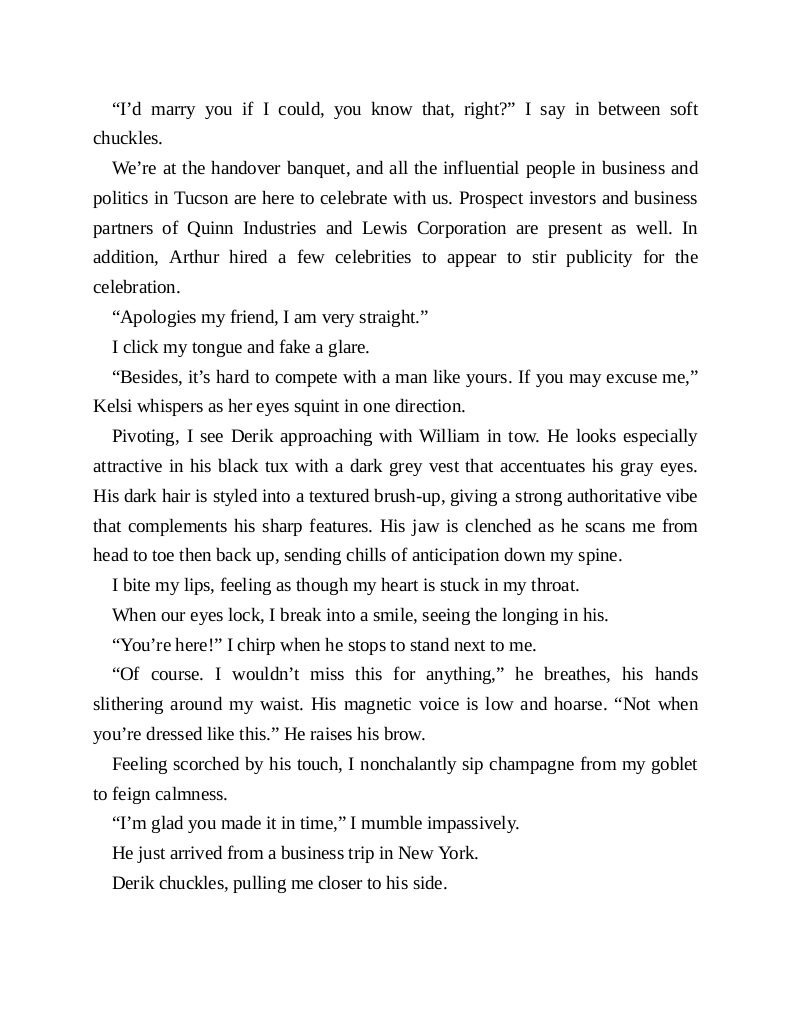 “I’d marry you if I could, you know that, right?” I say in between soft
chuckles.
We’re at the handover banquet, and all the influential people in business and
politics in Tucson are here to celebrate with us. Prospect investors and business
partners of Quinn Industries and Lewis Corporation are present as well. In
addition, Arthur hired a few celebrities to appear to stir publicity for the
celebration.
“Apologies my friend, I am very straight.”
I click my tongue and fake a glare.
“Besides, it’s hard to compete with a man like yours. If you may excuse me,”
Kelsi whispers as her eyes squint in one direction.
Pivoting, I see Derik approaching with William in tow. He looks especially
attractive in his black tux with a dark grey vest that accentuates his gray eyes.
His dark hair is styled into a textured brush-up, giving a strong authoritative vibe
that complements his sharp features. His jaw is clenched as he scans me from
head to toe then back up, sending chills of anticipation down my spine.
I bite my lips, feeling as though my heart is stuck in my throat.
When our eyes lock, I break into a smile, seeing the longing in his.
“You’re here!” I chirp when he stops to stand next to me.
“Of course. I wouldn’t miss this for anything,” he breathes, his hands
slithering around my waist. His magnetic voice is low and hoarse. “Not when
you’re dressed like this.” He raises his brow.
Feeling scorched by his touch, I nonchalantly sip champagne from my goblet
to feign calmness.
“I’m glad you made it in time,” I mumble impassively.
He just arrived from a business trip in New York.
Derik chuckles, pulling me closer to his side.